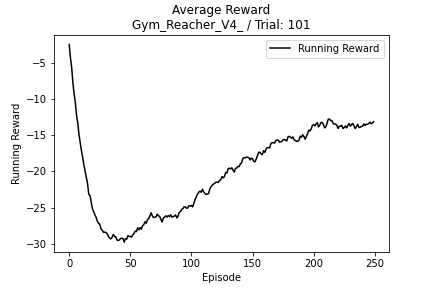 Average Reward
Gym_Reacher_V4_ / Trial: 101
Running Reward
Running Reward
−5
−10
−15
−20
−25
−30
0
50
100
150
200
250
Episode